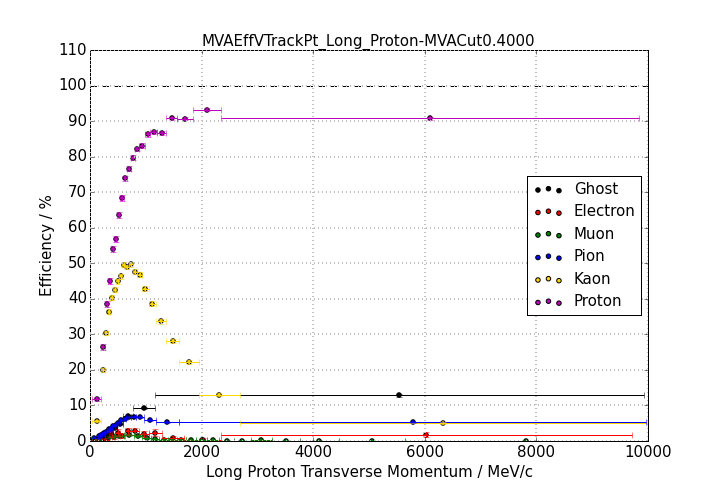 MVAEffVTrackPt_Long_Proton-MVACut0.4000
110
100
90
80
70
60
50
40
30
20
10
0
Efficiency / %
Ghost
Electron
Muon
Pion
Kaon
Proton
0 2000 4000 6000 8000 10000
Long Proton Transverse Momentum / MeV/c